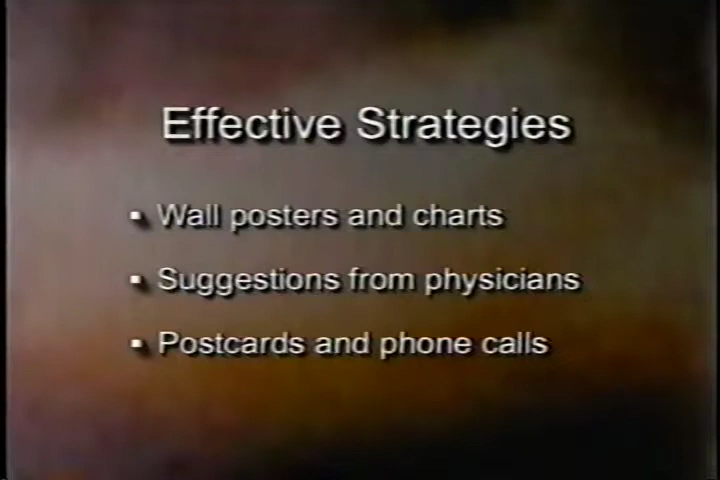 Effective Strategies
▪ Wall posters and charts
▪ Suggestions from physicians
▪ Postcards and phone calls